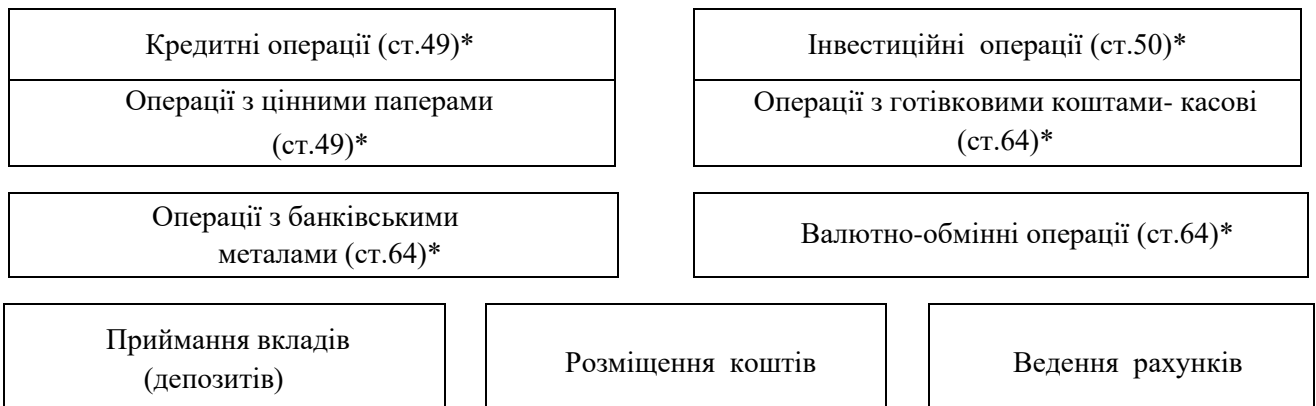 Кредитні операції (ст.49)*
Інвестиційні операції (ст.50)*
Операції з цінними паперами
(ст.49)*
Операції з готівковими коштами- касові
(ст.64)*
Операції з банківськими
металами (ст.64)*
Валютно-обмінні операції (ст.64)*
Приймання вкладів
(депозитів)
Розміщення коштів
Ведення рахунків